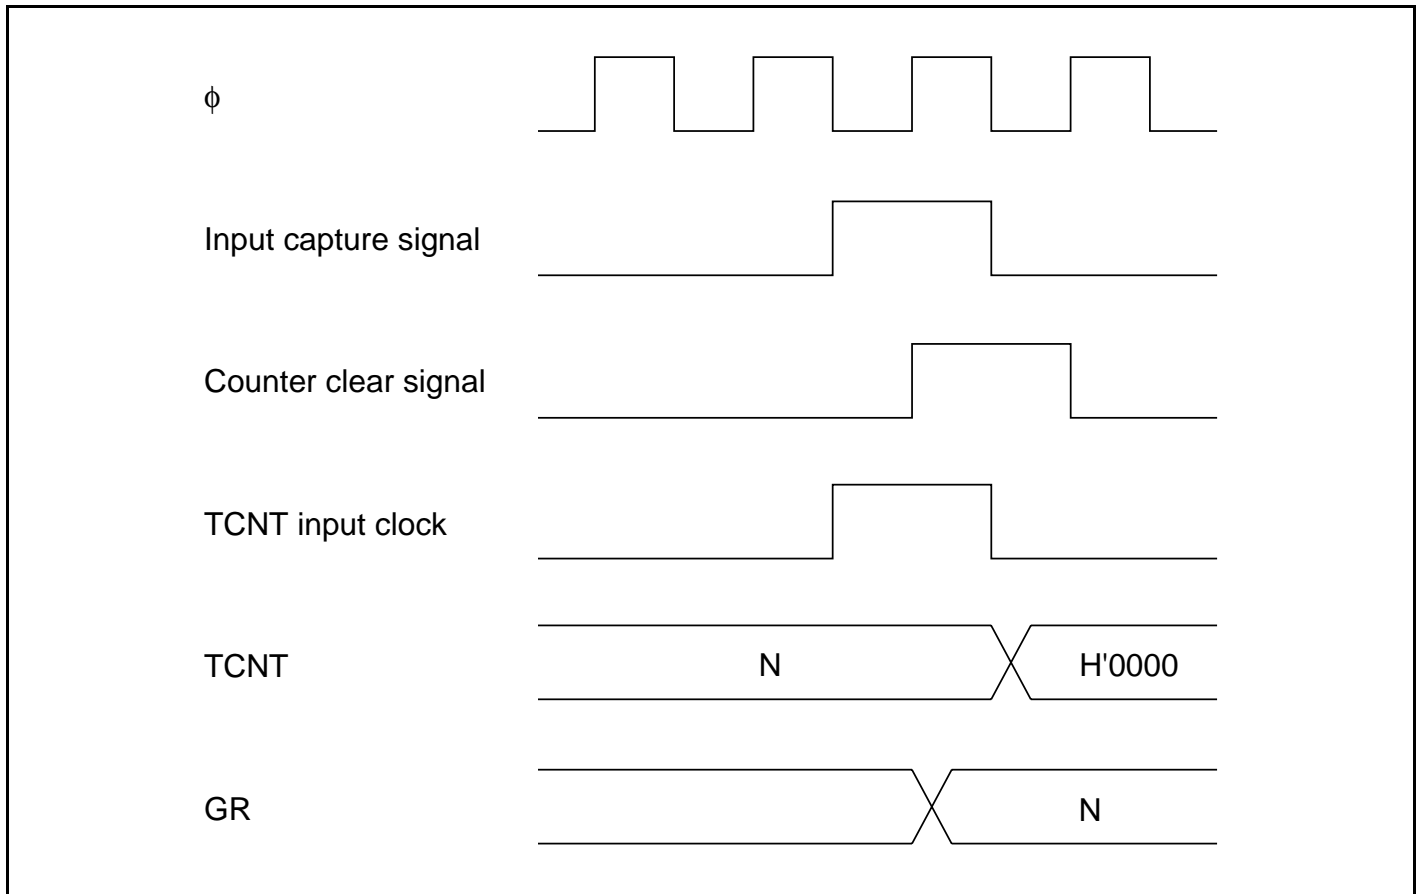 ϕ
Input capture signal
Counter clear signal
TCNT input clock
TCNT
N
H'0000
GR
N